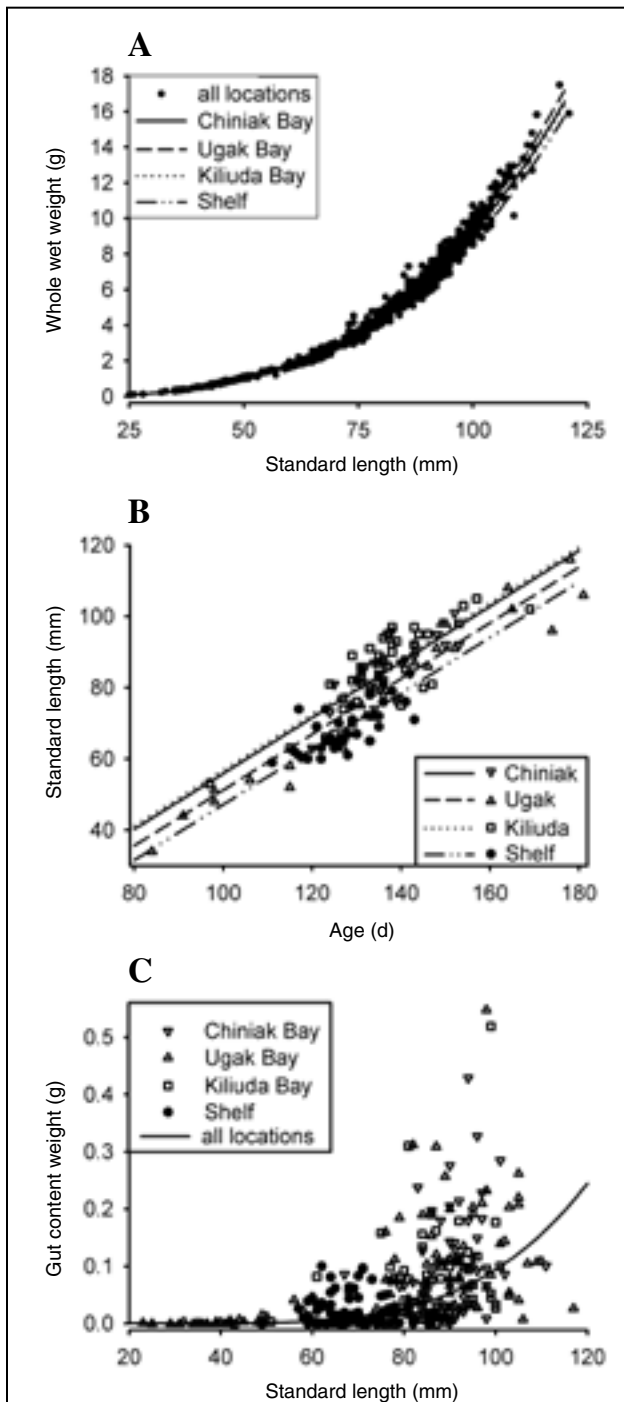 A
18
16
14
12
10
8
6
4
2
0
Whole wet weight (g)
all locations
Chiniak Bay
Ugak Bay
Kiliuda Bay
Shelf
25 50 75 100 125
Standard length (mm)
B
120
100
80
60
40
Standard length (mm)
Chiniak
Ugak
Kiliuda
Shelf
80 100 120 140 160 180
Age (d)
C
0.5
0.4
0.3
0.2
0.1
0.0
Gut content weight (g)
Chiniak Bay
Ugak Bay
Kiliuda Bay
Shelf
all locations
20 40 60 80 100 120
Standard length (mm)